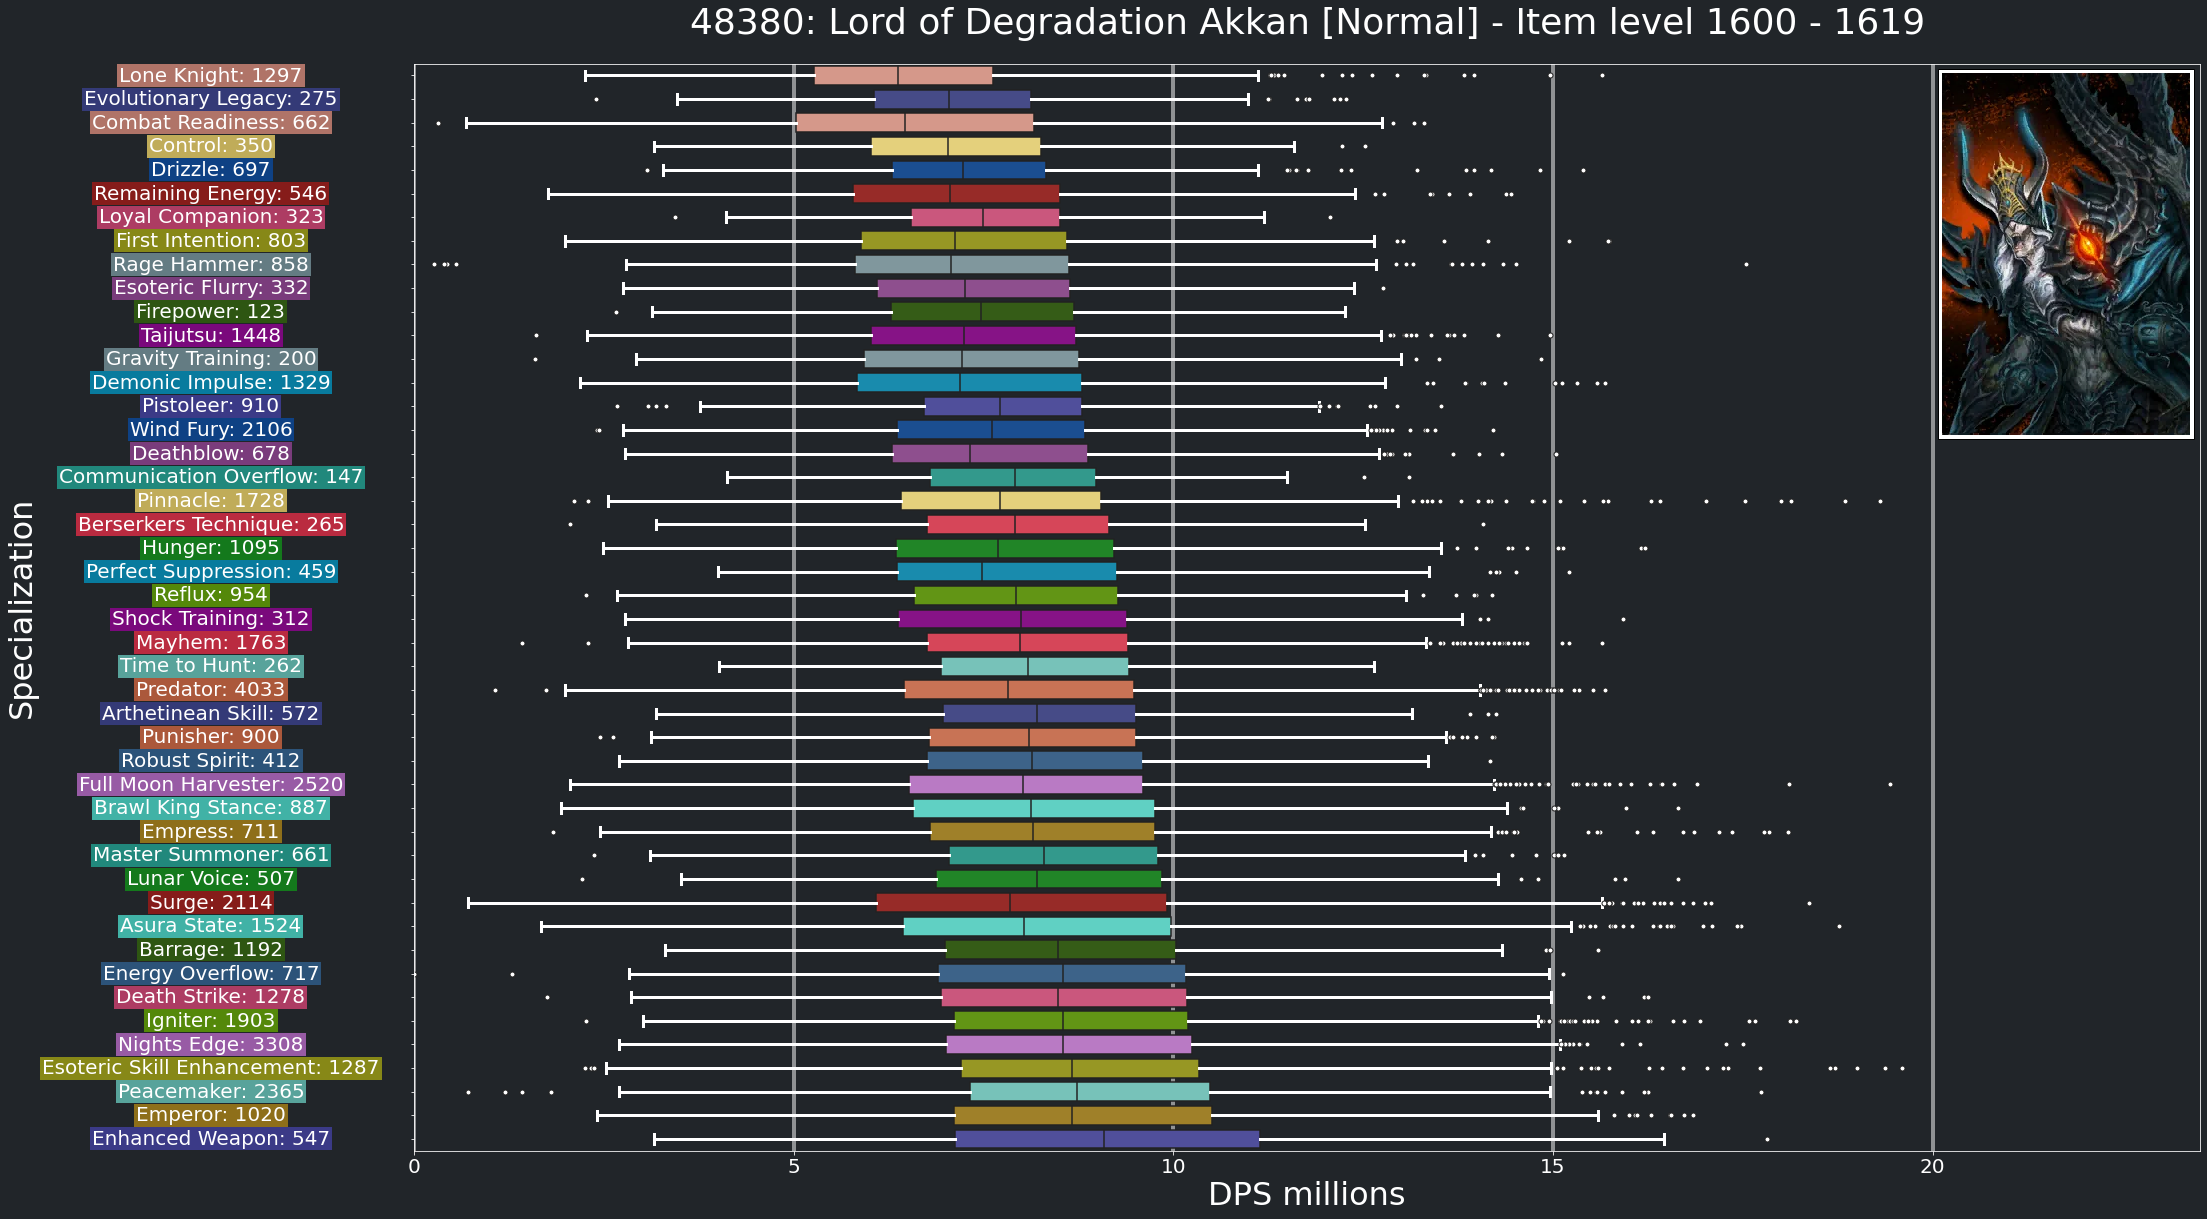 48380: Lord of Degradation Akkan [Normal] - Item level 1600 - 1619
Specialization
Lone Knight: 1297
Evolutionary Legacy: 275
Combat Readiness: 662
Control: 350
Drizzle: 697
Remaining Energy: 546
Loyal Companion: 323
First Intention: 803
Rage Hammer: 858
Esoteric Flurry: 332
Firepower: 123
Taijutsu: 1448
Gravity Training: 200
Demonic Impulse: 1329
Pistoleer: 910
Wind Fury: 2106
Deathblow: 678
Communication Overflow: 147
Pinnacle: 1728
Berserkers Technique: 265
Hunger: 1095
Perfect Suppression: 459
Reflux: 954
Shock Training: 312
Mayhem: 1763
Time to Hunt: 262
Predator: 4033
Arthetinean Skill: 572
Punisher: 900
Robust Spirit: 412
Full Moon Harvester: 2520
Brawl King Stance: 887
Empress: 711
Master Summoner: 661
Lunar Voice: 507
Surge: 2114
Asura State: 1524
Barrage: 1192
Energy Overflow: 717
Death Strike: 1278
Igniter: 1903
Nights Edge: 3308
Esoteric Skill Enhancement: 1287
Peacemaker: 2365
Emperor: 1020
Enhanced Weapon: 547
0 5 10 15 20
DPS millions